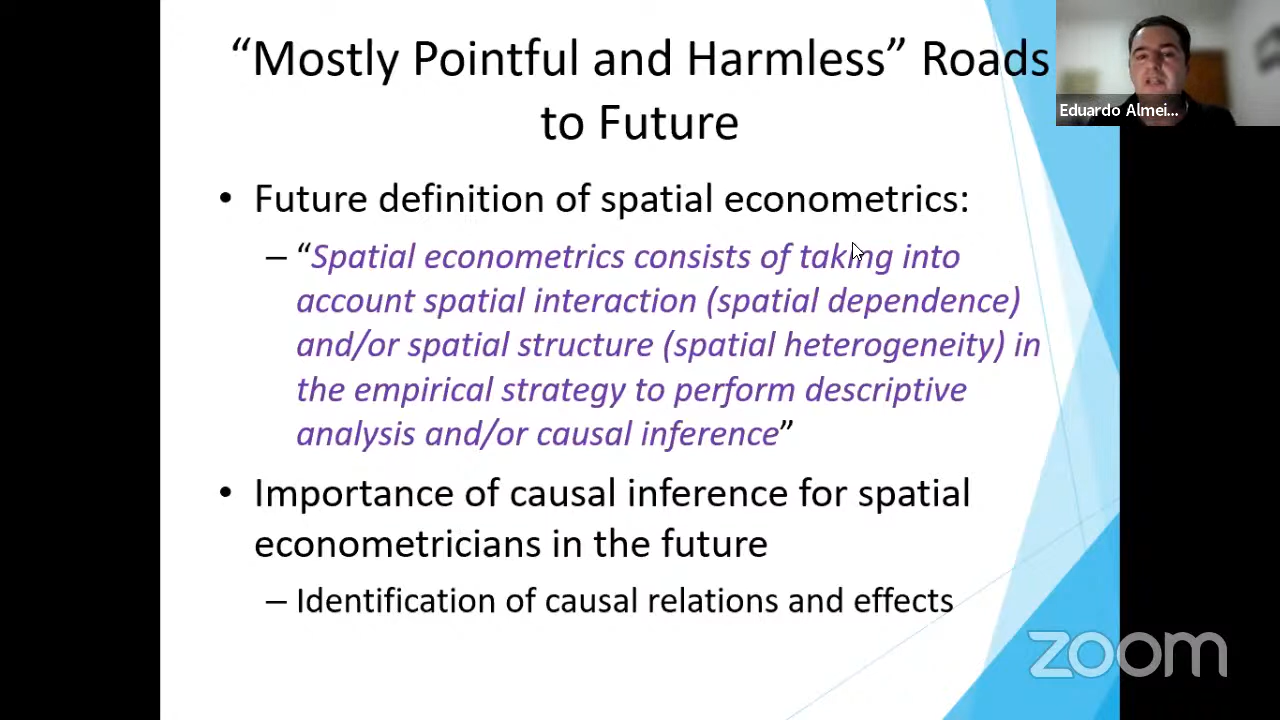 “Mostly Pointful and Harmless” Roads
to Future
Eduardo Almei...
• Future definition of spatial econometrics:
– “Spatial econometrics consists of taking into
account spatial interaction (spatial dependence)
and/or spatial structure (spatial heterogeneity) in
the empirical strategy to perform descriptive
analysis and/or causal inference”
• Importance of causal inference for spatial
econometricians in the future
– Identification of causal relations and effects
zoom